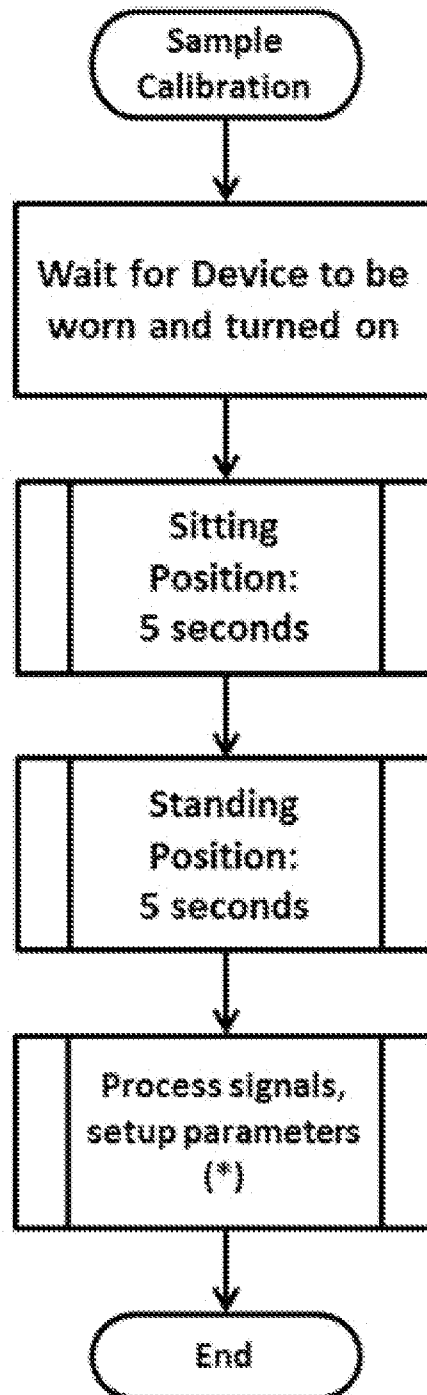 Sample
Calibration
Wait for Device to be
worn and turned on
Sitting
Position:
5 seconds
Standing
Position:
5 seconds
Process signals,
setup parameters
(*)
End